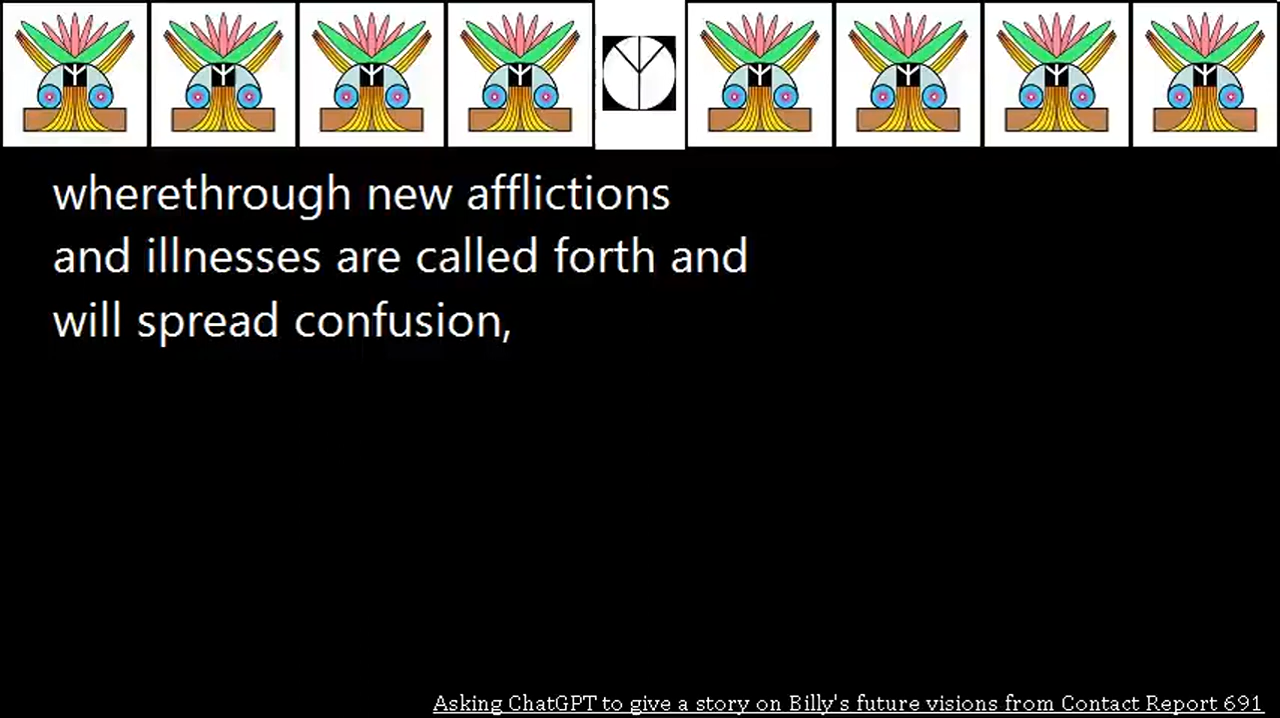 wherethrough new afflictions
and illnesses are called forth and
will spread confusion,
Asking ChatGPT to give a story on Billy's future visions from Contact Report 691